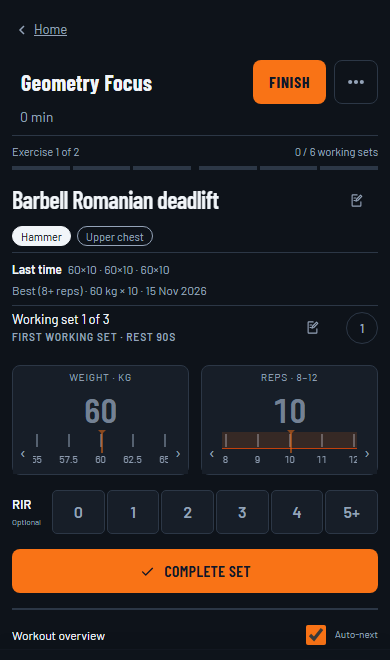 Home
Geometry Focus
FINISH
0 min
Exercise 1 of 2
0 / 6 working sets
Barbell Romanian deadlift
Hammer
Upper chest
Last time 60×10 · 60×10 · 60×10
Best (8+ reps) · 60 kg × 10 · 15 Nov 2026
Working set 1 of 3
1
FIRST WORKING SET · REST 90S
WEIGHT · KG
60
57.5 60 62.5
REPS · 8–12
10
8 9 10 11 12
RIR
Optional
0 1 2 3 4 5+
COMPLETE SET
Workout overview
Auto-next